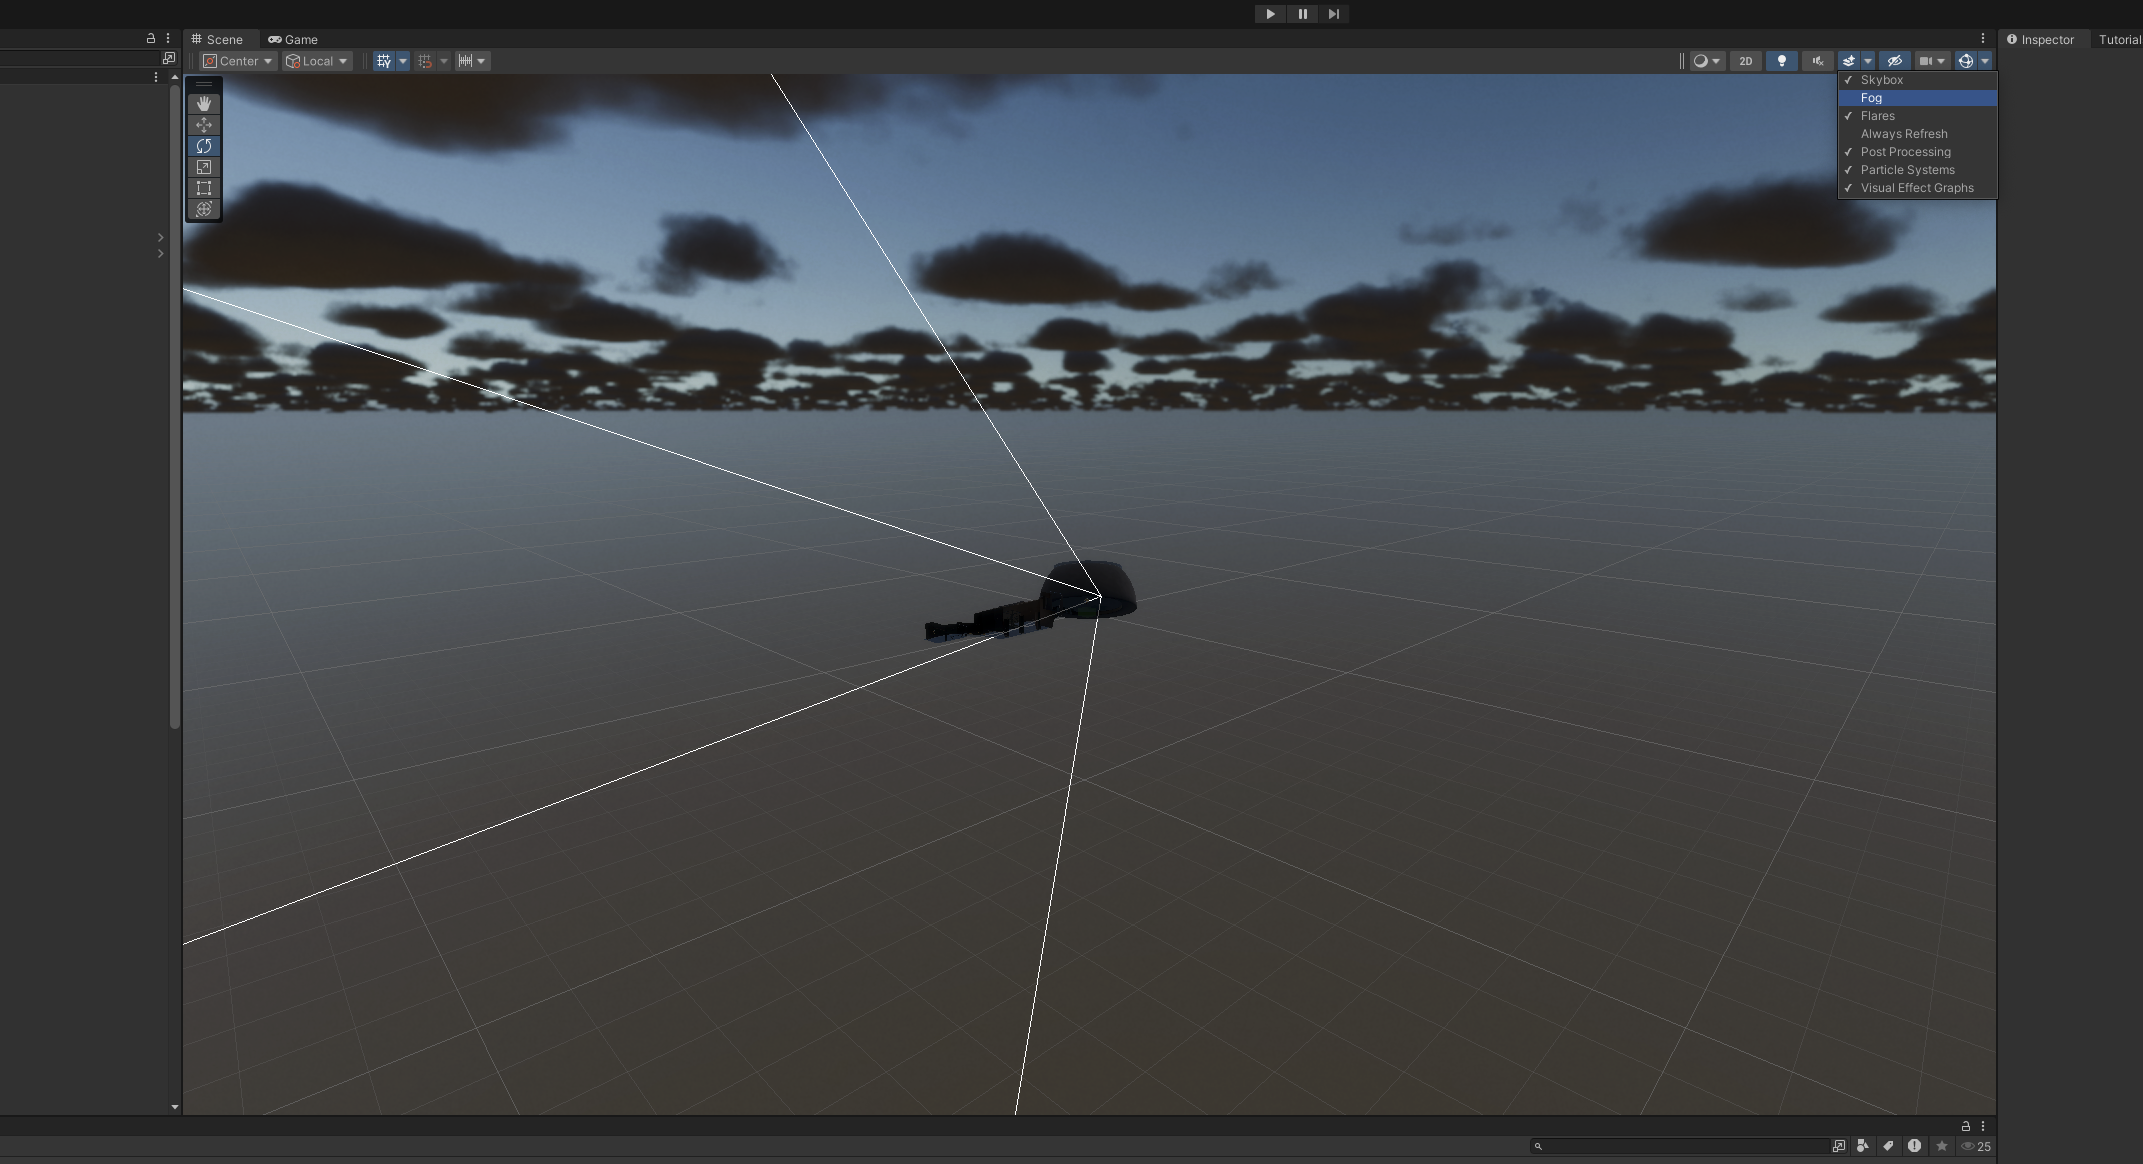 Scene
Game
Inspector
Tutorial
Center
Local
2D
Skybox
Fog
Flares
Always Refresh
Post Processing
Particle Systems
Visual Effect Graphs
25